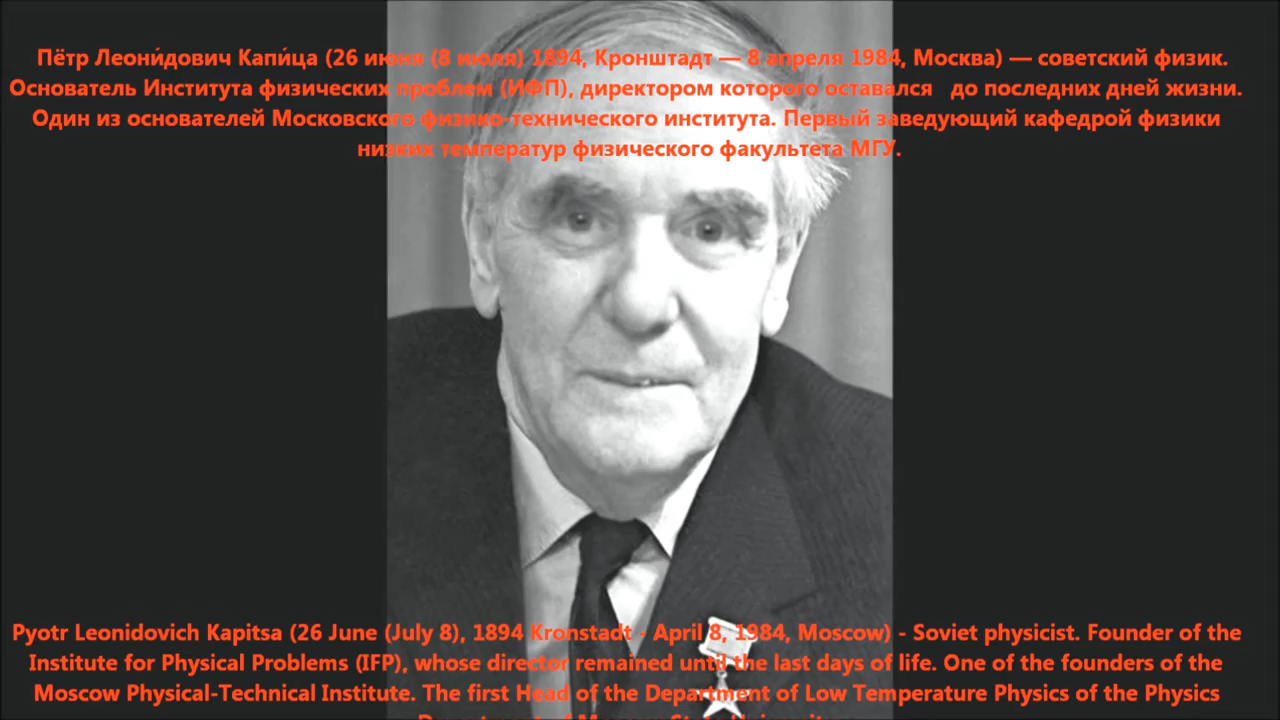 Пётр Леони́дович Капи́ца (26 июня (8 июля) 1894, Кронштадт — 8 апреля 1984, Москва) — советский физик.
Основатель Института физических проблем (ИФП), директором которого оставался до последних дней жизни.
Один из основателей Московского физико-технического института. Первый заведующий кафедрой физики
низких температур физического факультета МГУ.
Pyotr Leonidovich Kapitsa (26 June (July 8), 1894 Kronstadt - April 8, 1984, Moscow) - Soviet physicist. Founder of the
Institute for Physical Problems (IFP), whose director remained until the last days of life. One of the founders of the
Moscow Physical-Technical Institute. The first Head of the Department of Low Temperature Physics of the Physics